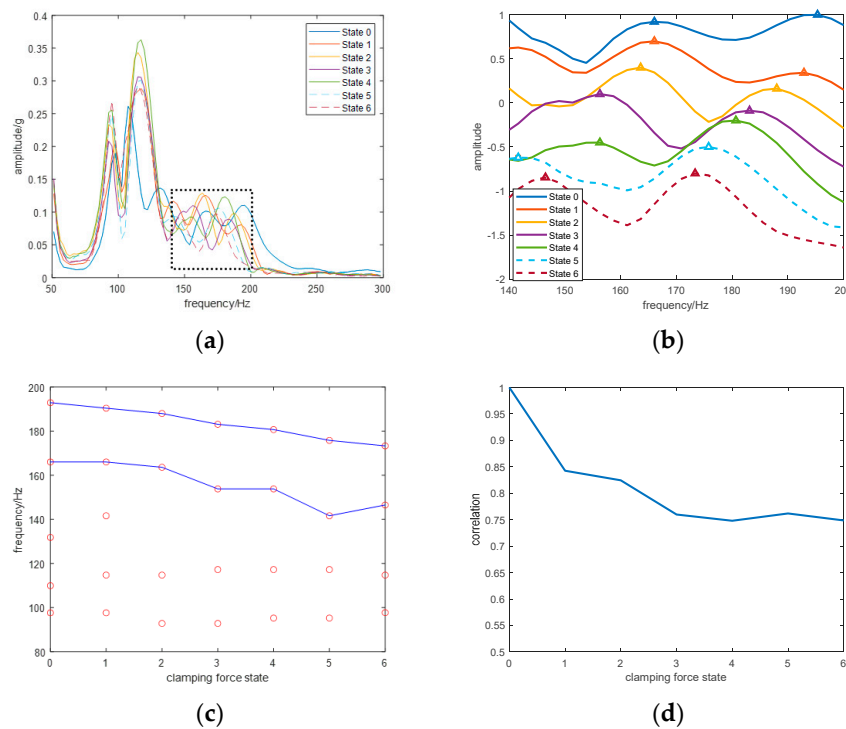 0.4
0.35
0.3
0.25
0.2
0.15
0.1
0.05
0
50 100 150 200 250 300
amplitude/g
frequency/Hz
State 0
State 1
State 2
State 3
State 4
State 5
State 6
(a)
1
0.5
0
-0.5
-1
-1.5
-2
140 150 160 170 180 190 200
amplitude
frequency/Hz
State 0
State 1
State 2
State 3
State 4
State 5
State 6
(b)
200
180
160
140
120
100
80
0 1 2 3 4 5 6
frequency/Hz
clamping force state
(c)
1
0.95
0.9
0.85
0.8
0.75
0.7
0.65
0.6
0.55
0.5
0 1 2 3 4 5 6
correlation
clamping force state
(d)